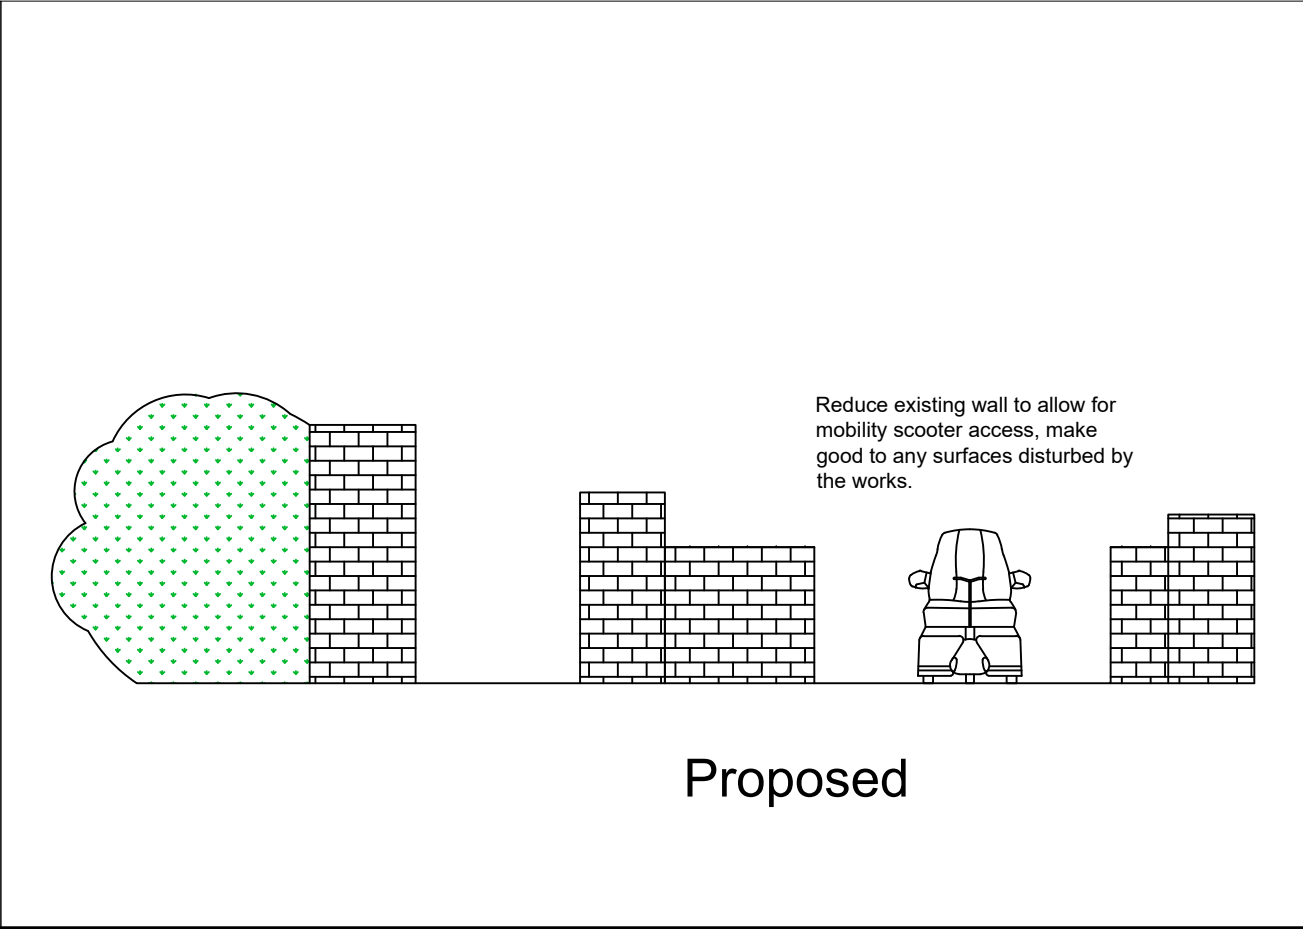 Reduce existing wall to allow for
mobility scooter access, make
good to any surfaces disturbed by
the works.
Proposed